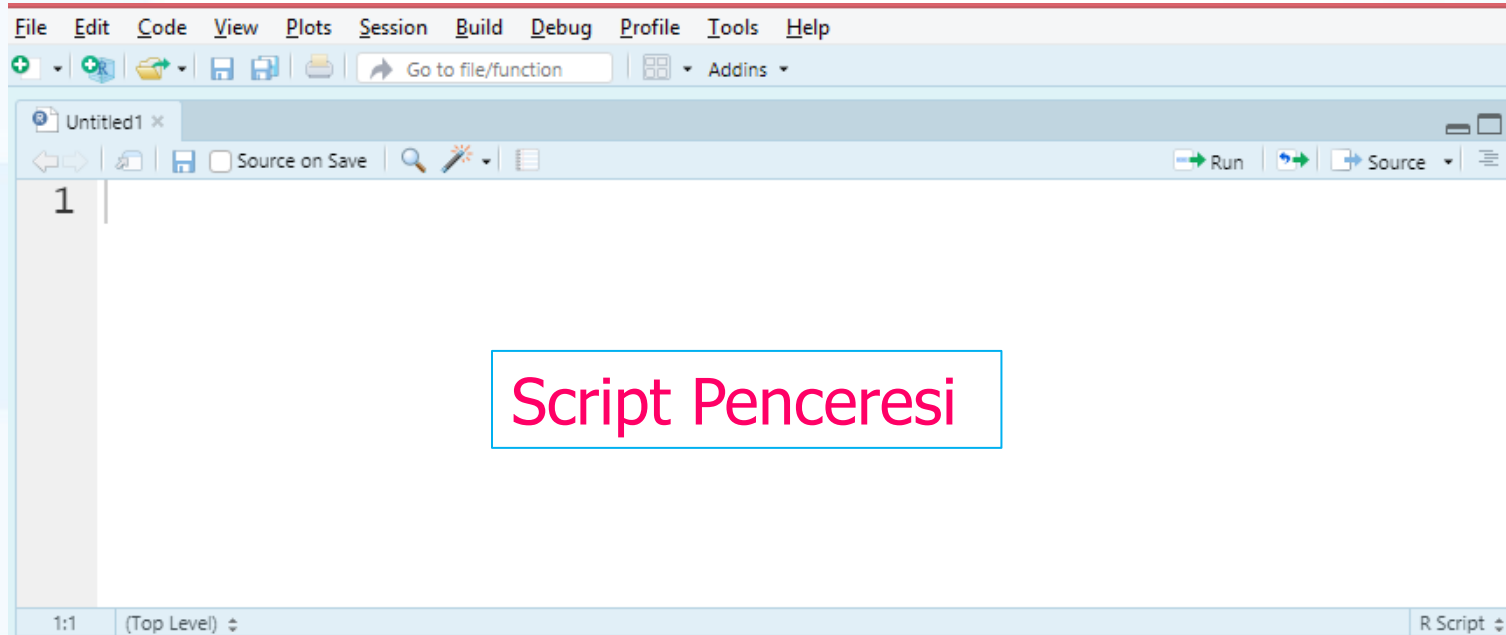 File Edit Code View Plots Session Build Debug Profile Tools Help
Go to file/function Addins
Untitled1
Source on Save Run Source
1
Script Penceresi
1:1 (Top Level) R Script